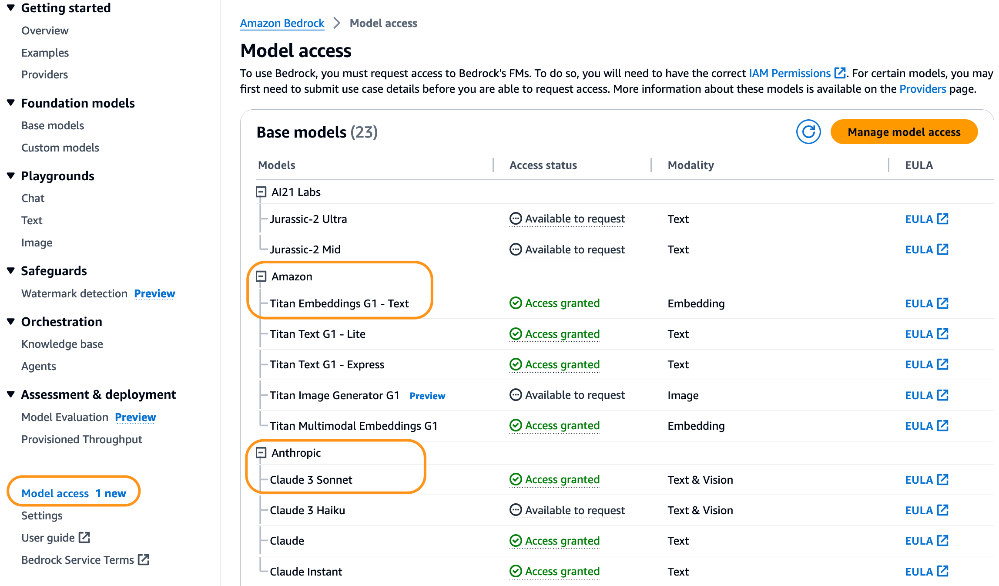 Getting started
Overview
Examples
Providers
Foundation models
Base models
Custom models
Playgrounds
Chat
Text
Image
Safeguards
Watermark detection Preview
Orchestration
Knowledge base
Agents
Assessment & deployment
Model Evaluation Preview
Provisioned Throughput
Model access 1 new
Settings
User guide
Bedrock Service Terms
Amazon Bedrock Model access
Model access
To use Bedrock, you must request access to Bedrock's FMs. To do so, you will need to have the correct IAM Permissions. For certain models, you may
first need to submit use case details before you are able to request access. More information about these models is available on the Providers page.
Base models (23) Manage model access
Models Access status Modality EULA
AI21 Labs
Jurassic-2 Ultra Available to request Text EULA
Jurassic-2 Mid Available to request Text EULA
Amazon
Titan Embeddings G1 - Text Access granted Embedding EULA
Titan Text G1 - Lite Access granted Text EULA
Titan Text G1 - Express Access granted Text EULA
Titan Image Generator G1 Preview Available to request Image EULA
Titan Multimodal Embeddings G1 Access granted Embedding EULA
Anthropic
Claude 3 Sonnet Access granted Text & Vision EULA
Claude 3 Haiku Available to request Text & Vision EULA
Claude Access granted Text EULA
Claude Instant Access granted Text EULA